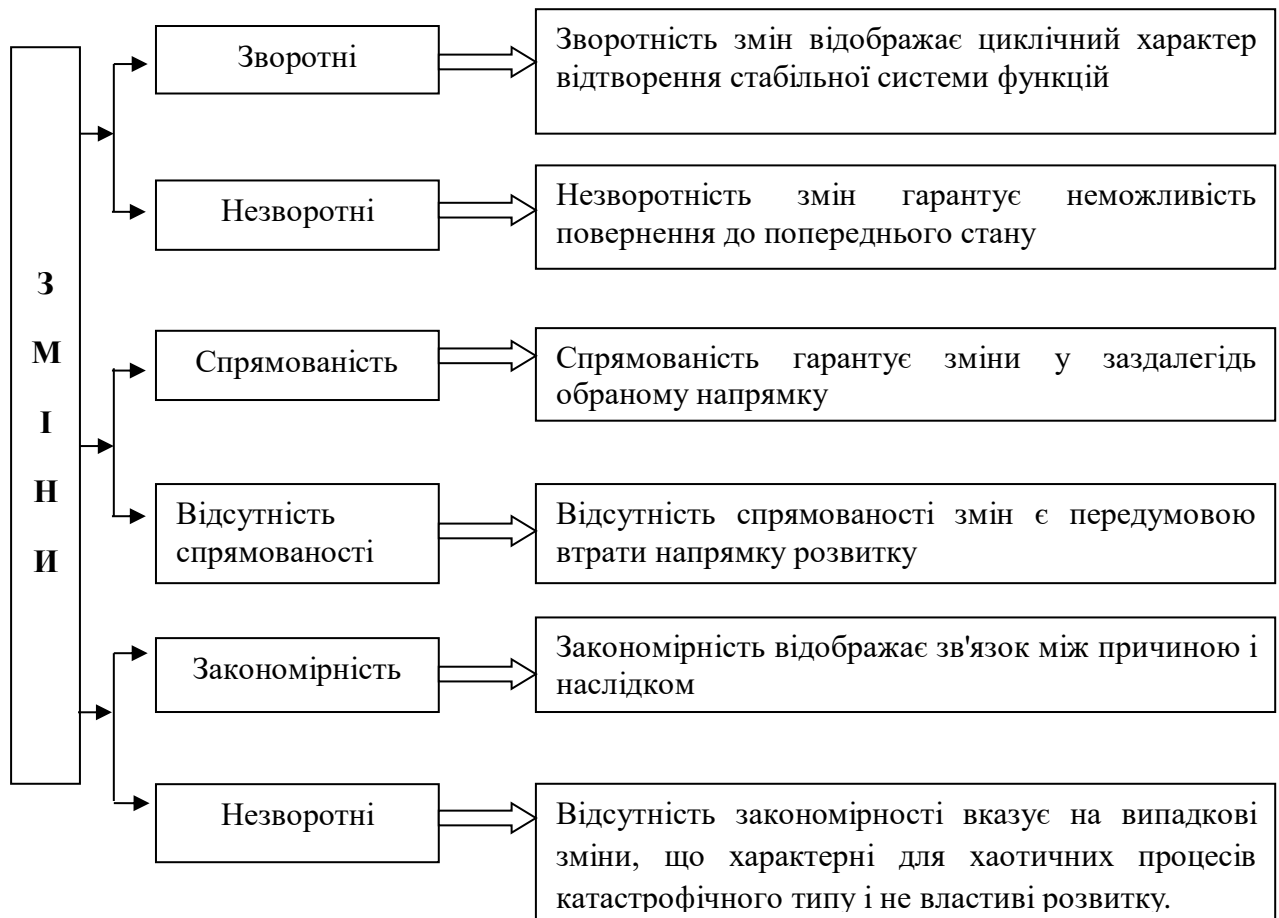 З
М
І
Н
И
Зворотні
Зворотність змін відображає циклічний характер
відтворення стабільної системи функцій
Незворотні
Незворотність змін гарантує неможливість
повернення до попереднього стану
Спрямованість
Спрямованість гарантує зміни у заздалегідь
обраному напрямку
Відсутність
спрямованості
Відсутність спрямованості змін є передумовою
втрати напрямку розвитку
Закономірність
Закономірність відображає зв'язок між причиною і
наслідком
Незворотні
Відсутність закономірності вказує на випадкові
зміни, що характерні для хаотичних процесів
катастрофічного типу і не властиві розвитку.